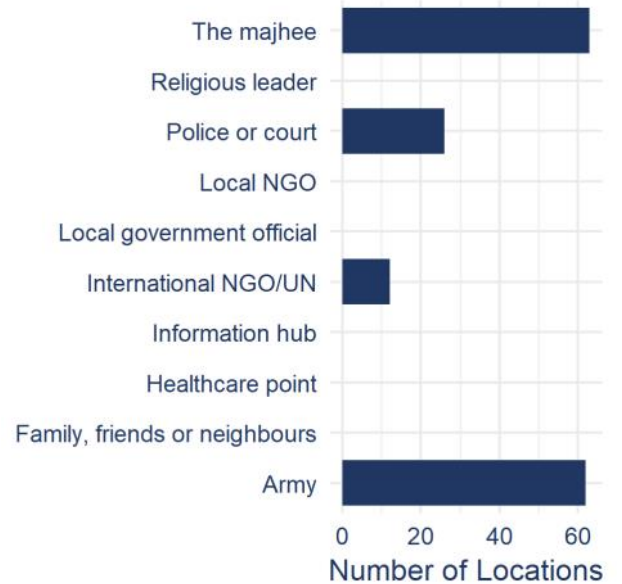 The majhee
Religious leader
Police or court
Local NGO
Local government official
International NGO/UN
Information hub
Healthcare point
Family, friends or neighbours
Army
0 20 40 60
Number of Locations